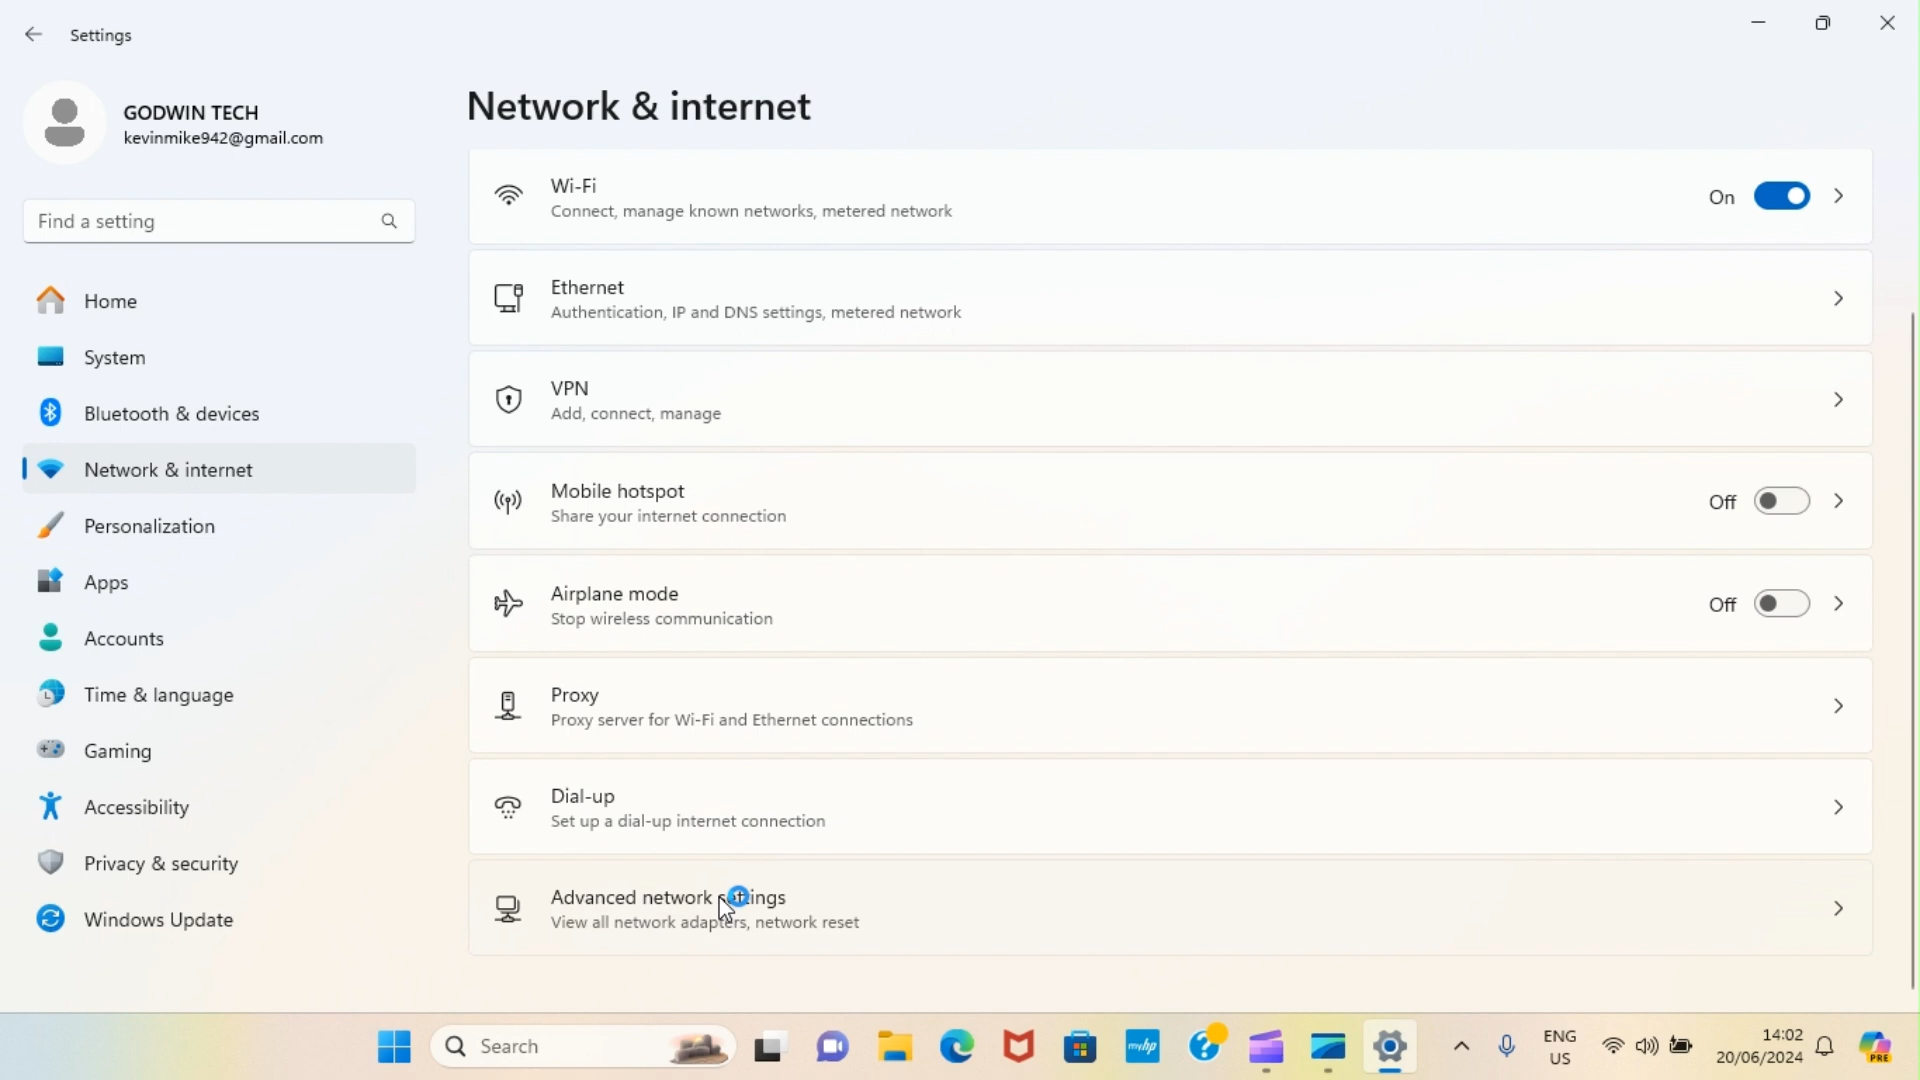 Settings
GODWIN TECH
kevinmike942@gmail.com
Find a setting
Home
System
Bluetooth & devices
Network & internet
Personalization
Apps
Accounts
Time & language
Gaming
Accessibility
Privacy & security
Windows Update
Network & internet
Wi-Fi
Connect, manage known networks, metered network
On
Ethernet
Authentication, IP and DNS settings, metered network
VPN
Add, connect, manage
Mobile hotspot
Share your internet connection
Off
Airplane mode
Stop wireless communication
Off
Proxy
Proxy server for Wi-Fi and Ethernet connections
Dial-up
Set up a dial-up internet connection
Advanced network settings
View all network adapters, network reset
Search
myhp
ENG
US
14:02
20/06/2024
PRE